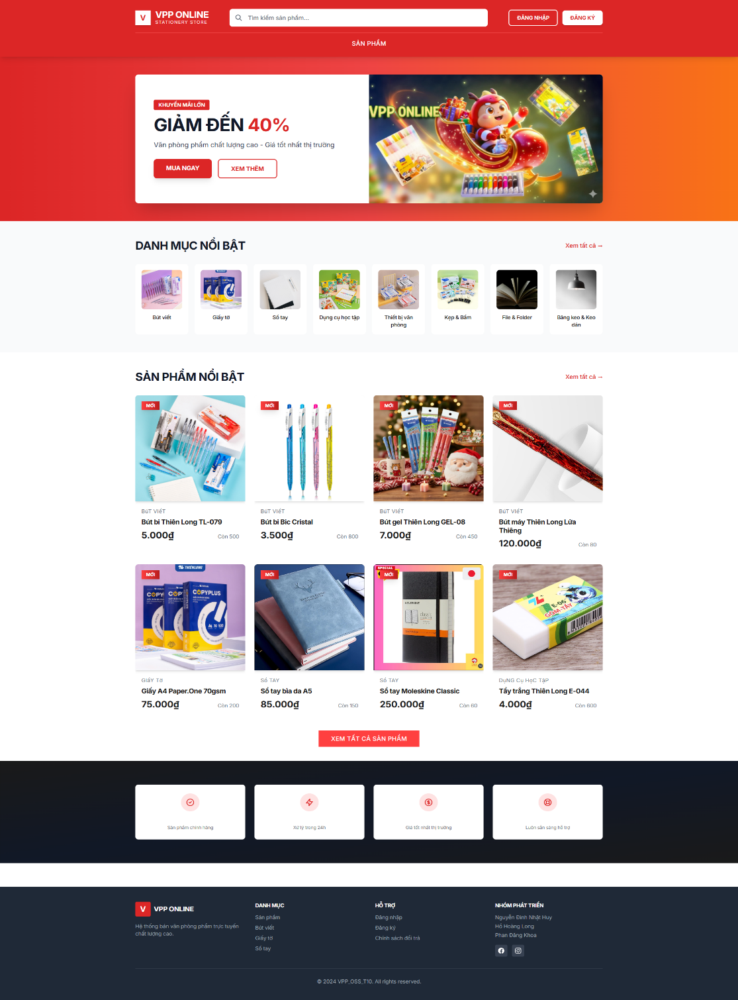 V
VPP ONLINE
STATIONERY STORE
Tìm kiếm sản phẩm...
ĐĂNG NHẬP
ĐĂNG KÝ
SẢN PHẨM
KHUYẾN MÃI LỚN
GIẢM ĐẾN 40%
Văn phòng phẩm chất lượng cao - Giá tốt nhất thị trường
MUA NGAY
XEM THÊM
VPP ONLINE
DANH MỤC NỔI BẬT
Xem tất cả →
Bút viết
Giấy tờ
Sổ tay
Dụng cụ học tập
Thiết bị văn
phòng
Kẹp & Bấm
File & Folder
Băng keo & Keo
dán
SẢN PHẨM NỔI BẬT
Xem tất cả →
MỚI
MỚI
MỚI
MỚI
BúT VIếT
Bút bi Thiên Long TL-079
5.000₫
Còn 500
BúT VIếT
Bút bi Bic Cristal
3.500₫
Còn 800
BúT VIếT
Bút gel Thiên Long GEL-08
7.000₫
Còn 450
BúT VIếT
Bút máy Thiên Long Lửa
Thiêng
120.000₫
Còn 80
MỚI
THIÊN LONG
COPYPLUS
MỚI
SPECIAL
MỚI
MOLESKINE
classic
MỚI
E-06
GÔM-TẨY
GIấY Tờ
Giấy A4 Paper.One 70gsm
75.000₫
Còn 200
Sổ TAY
Sổ tay bìa da A5
85.000₫
Còn 150
Sổ TAY
Sổ tay Moleskine Classic
250.000₫
Còn 60
DụNG Cụ HọC TậP
Tẩy trắng Thiên Long E-044
4.000₫
Còn 600
XEM TẤT CẢ SẢN PHẨM
Sản phẩm chính hãng
Xử lý trong 24h
Giá tốt nhất thị trường
Luôn sẵn sàng hỗ trợ
V
VPP ONLINE
Hệ thống bán văn phòng phẩm trực tuyến
chất lượng cao.
DANH MỤC
Sản phẩm
Bút viết
Giấy tờ
Sổ tay
HỖ TRỢ
Đăng nhập
Đăng ký
Chính sách đổi trả
NHÓM PHÁT TRIỂN
Nguyễn Đình Nhật Huy
Hồ Hoàng Long
Phan Đăng Khoa
© 2024 VPP_OSS_T10. All rights reserved.